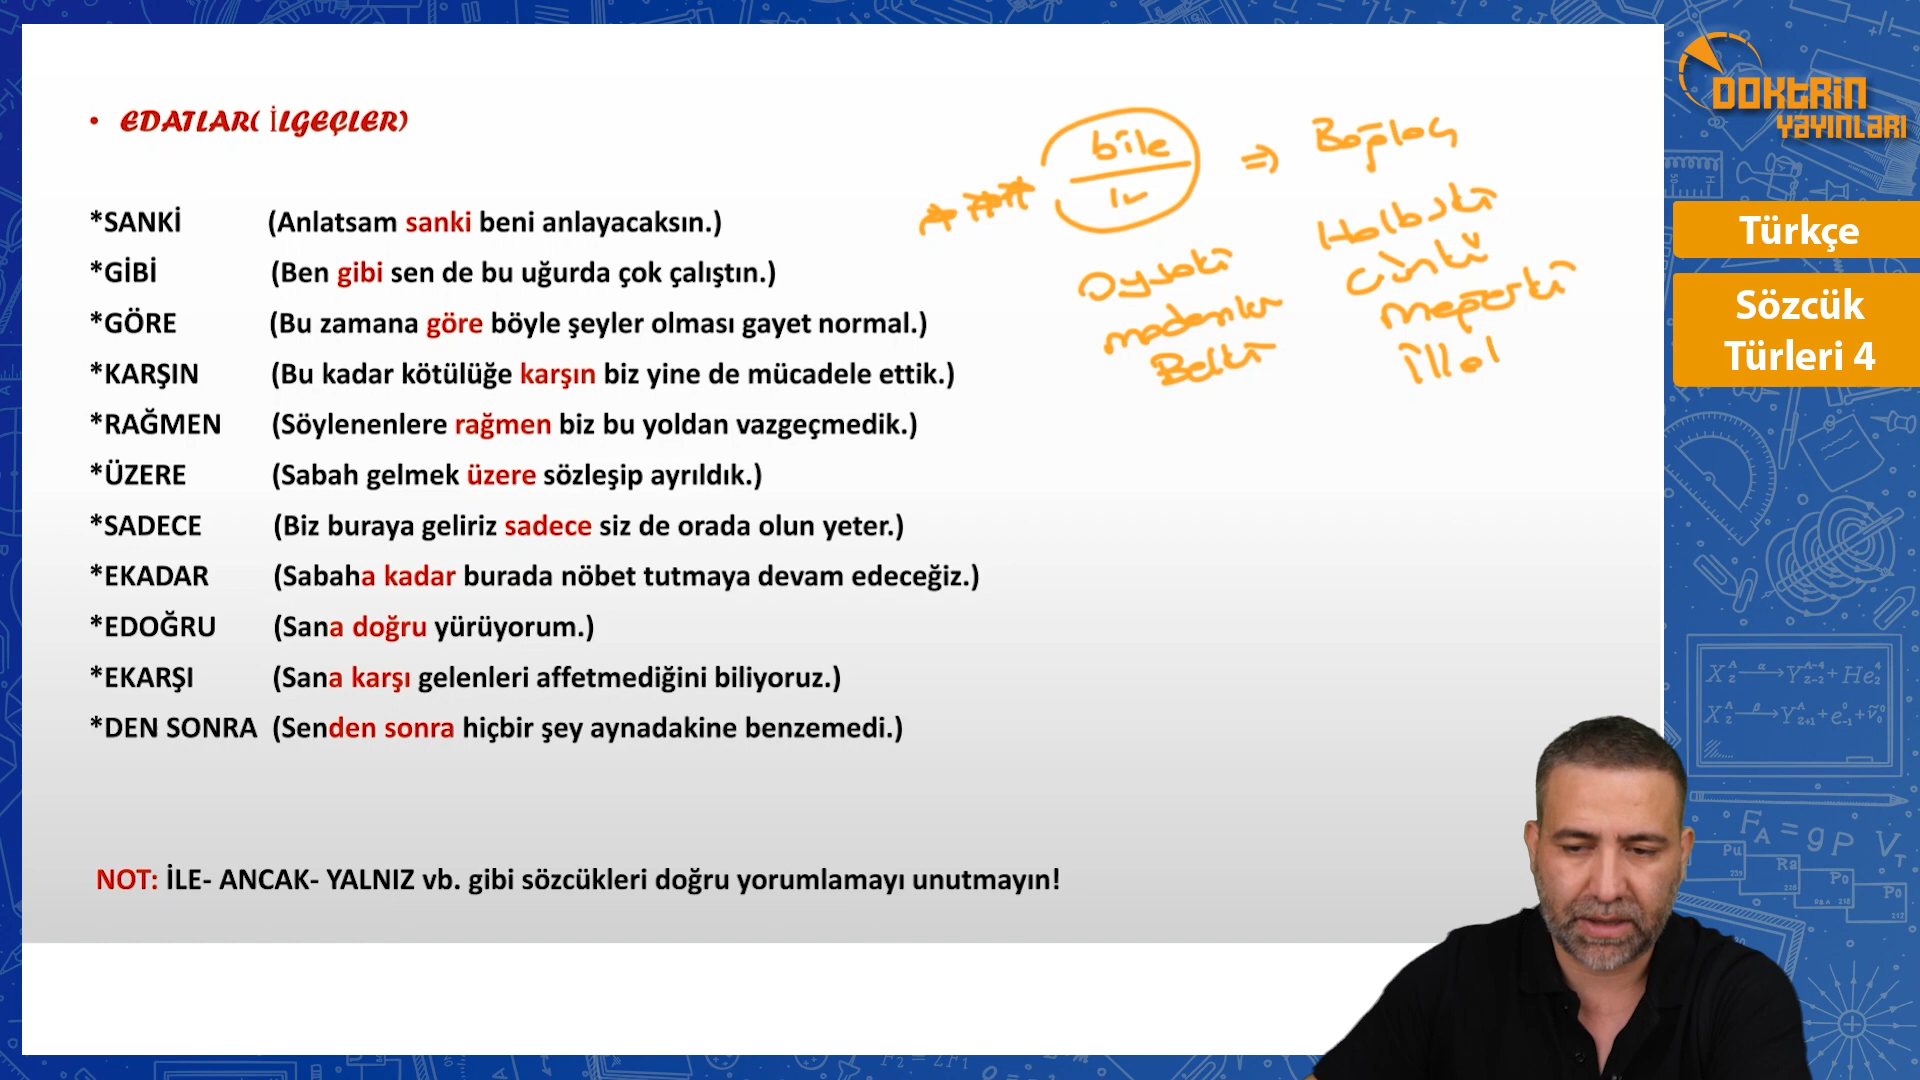 • EDATLAR( İLGEÇLER)
*SANKİ (Anlatsam sanki beni anlayacaksın.)
*GİBİ (Ben gibi sen de bu uğurda çok çalıştın.)
*GÖRE (Bu zamana göre böyle şeyler olması gayet normal.)
*KARŞIN (Bu kadar kötülüğe karşın biz yine de mücadele ettik.)
*RAĞMEN (Söylenenlere rağmen biz bu yoldan vazgeçmedik.)
*ÜZERE (Sabah gelmek üzere sözleşip ayrıldık.)
*SADECE (Biz buraya geliriz sadece siz de orada olun yeter.)
*EKADAR (Sabaha kadar burada nöbet tutmaya devam edeceğiz.)
*EDOĞRU (Sana doğru yürüyorum.)
*EKARŞI (Sana karşı gelenleri affetmediğini biliyoruz.)
*DEN SONRA (Senden sonra hiçbir şey aynadakine benzemedi.)
NOT: İLE- ANCAK- YALNIZ vb. gibi sözcükleri doğru yorumlamayı unutmayın!
bile ⇒ Bağlaç
Oysaki
mademki
Belki
Halbuki
Çünkü
meğerki
illa
DOKTRİN
YAYINLARI
Türkçe
Sözcük
Türleri 4